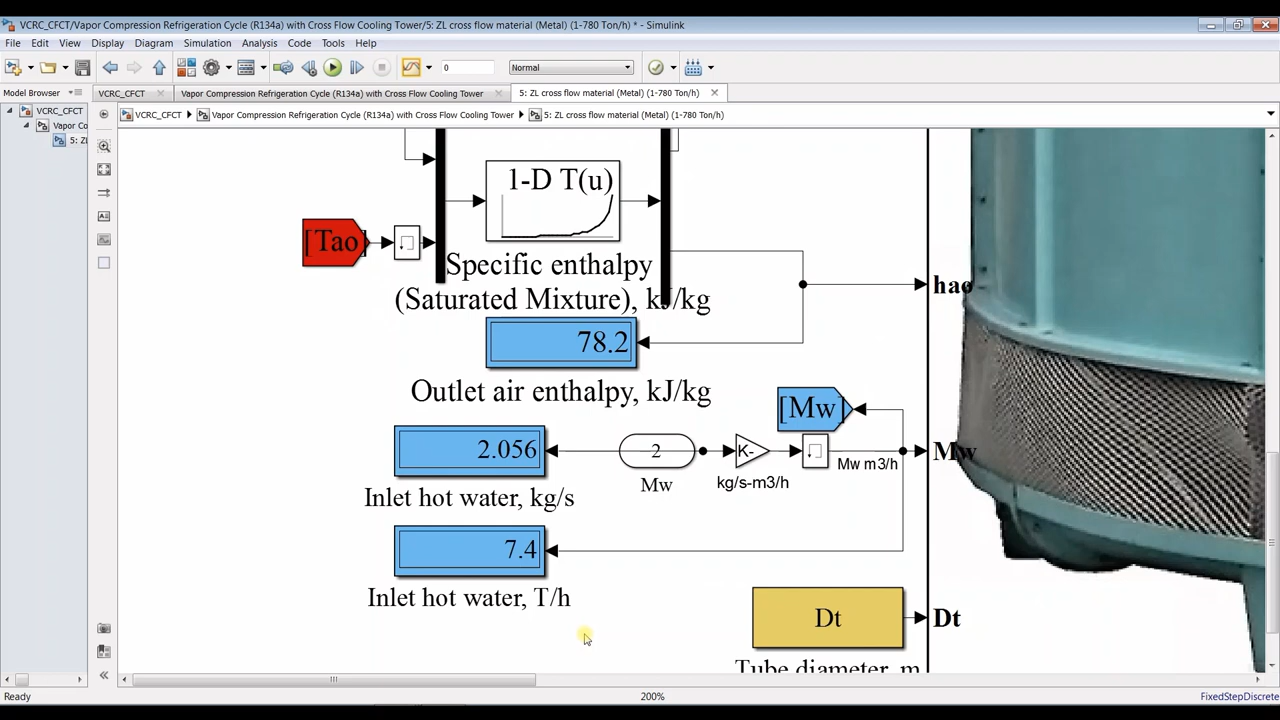 VCRC_CFCT/Vapor Compression Refrigeration Cycle (R134a) with Cross Flow Cooling Tower/5: ZL cross flow material (Metal) (1-780 Ton/h) * - Simulink
File Edit View Display Diagram Simulation Analysis Code Tools Help
0 Normal
Model Browser VCRC_CFCT Vapor Compression Refrigeration Cycle (R134a) with Cross Flow Cooling Tower 5: ZL cross flow material (Metal) (1-780 Ton/h)
VCRC_CFCT VCRC_CFCT Vapor Compression Refrigeration Cycle (R134a) with Cross Flow Cooling Tower 5: ZL cross flow material (Metal) (1-780 Ton/h)
Vapor Co
5: ZL
1-D T(u)
[Tao]
Specific enthalpy
(Saturated Mixture), kJ/kg
hao
78.2
Outlet air enthalpy, kJ/kg
[Mw]
2.056
2
K-
Mw m3/h
Mw
Inlet hot water, kg/s
Mw
kg/s-m3/h
7.4
Inlet hot water, T/h
Dt
Dt
Tube diameter, m
Ready 200% FixedStepDiscrete